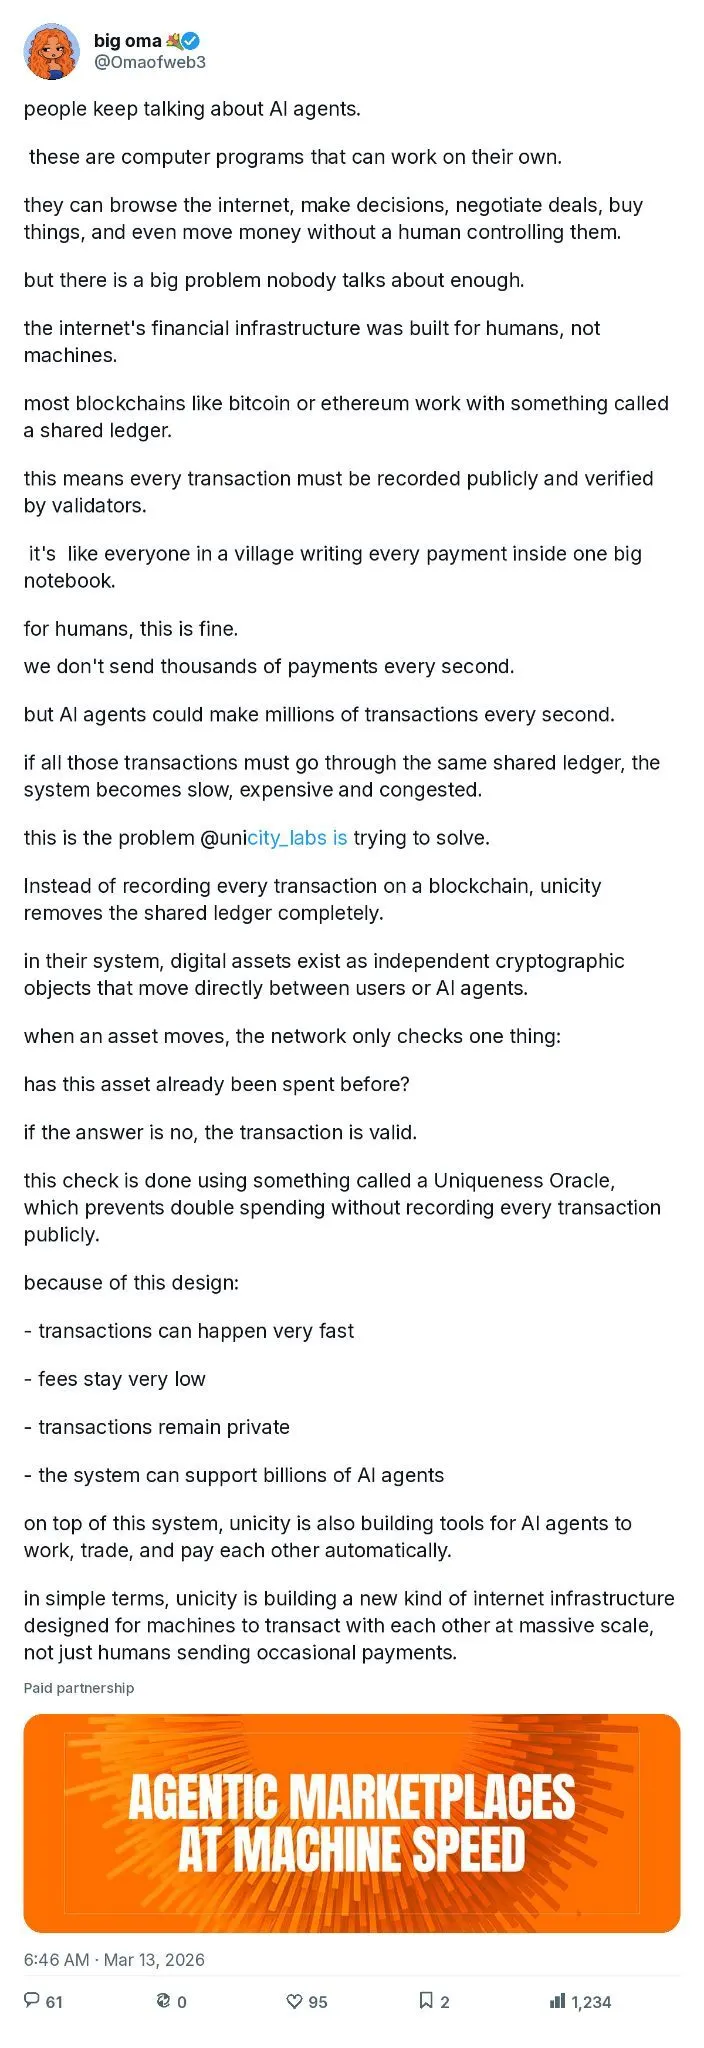 big oma
@Omaofweb3
people keep talking about AI agents.
these are computer programs that can work on their own.
they can browse the internet, make decisions, negotiate deals, buy
things, and even move money without a human controlling them.
but there is a big problem nobody talks about enough.
the internet's financial infrastructure was built for humans, not
machines.
most blockchains like bitcoin or ethereum work with something called
a shared ledger.
this means every transaction must be recorded publicly and verified
by validators.
it's  like everyone in a village writing every payment inside one big
notebook.
for humans, this is fine.
we don't send thousands of payments every second.
but AI agents could make millions of transactions every second.
if all those transactions must go through the same shared ledger, the
system becomes slow, expensive and congested.
this is the problem @unicity_labs is trying to solve.
Instead of recording every transaction on a blockchain, unicity
removes the shared ledger completely.
in their system, digital assets exist as independent cryptographic
objects that move directly between users or AI agents.
when an asset moves, the network only checks one thing:
has this asset already been spent before?
if the answer is no, the transaction is valid.
this check is done using something called a Uniqueness Oracle,
which prevents double spending without recording every transaction
publicly.
because of this design:
- transactions can happen very fast
- fees stay very low
- transactions remain private
- the system can support billions of AI agents
on top of this system, unicity is also building tools for AI agents to
work, trade, and pay each other automatically.
in simple terms, unicity is building a new kind of internet infrastructure
designed for machines to transact with each other at massive scale,
not just humans sending occasional payments.
Paid partnership
AGENTIC MARKETPLACES
AT MACHINE SPEED
6:46 AM · Mar 13, 2026
61 0 95 2 1,234